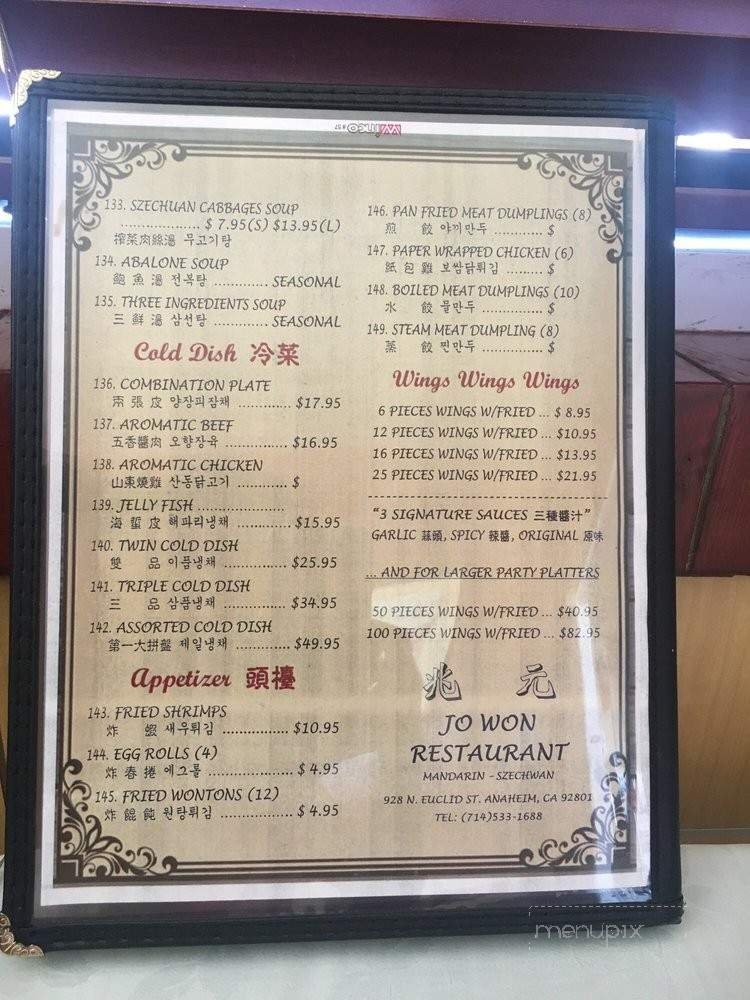 133. SZECHUAN CABBAGES SOUP
.................... $ 7.95(S) $13.95(L)
搾菜肉絲湯 무고기탕
134. ABALONE SOUP
鮑魚湯 전복탕 ............. SEASONAL
135. THREE INGREDIENTS SOUP
三鮮湯 삼선탕 ............. SEASONAL
Cold Dish 冷菜
136. COMBINATION PLATE
兩張皮 양장피잡채 ............. $17.95
137. AROMATIC BEEF
五香醬肉 오향장육 ............. $16.95
138. AROMATIC CHICKEN
山東燒雞 산동닭고기 ............ $
139. JELLY FISH ......................
海蜇皮 해파리냉채 ............. $15.95
140. TWIN COLD DISH
雙 品 이품냉채 ............... $25.95
141. TRIPLE COLD DISH
三 品 삼품냉채 ............... $34.95
142. ASSORTED COLD DISH
第一大拼盤 제일냉채 ............. $49.95
Appetizer 頭檯
143. FRIED SHRIMPS
炸 蝦 새우튀김 ............... $10.95
144. EGG ROLLS (4)
炸春捲 에그롤 ..................... $ 4.95
145. FRIED WONTONS (12)
炸餛飩 완탕튀김 .................. $ 4.95
146. PAN FRIED MEAT DUMPLINGS (8)
煎 餃 야끼만두 ............... $
147. PAPER WRAPPED CHICKEN (6)
紙包雞 보쌈닭튀김 ......... $
148. BOILED MEAT DUMPLINGS (10)
水 餃 물만두 ............... $
149. STEAM MEAT DUMPLING (8)
蒸 餃 찐만두 ............... $
Wings Wings Wings
6 PIECES WINGS W/FRIED ... $ 8.95
12 PIECES WINGS W/FRIED ... $10.95
16 PIECES WINGS W/FRIED ... $13.95
25 PIECES WINGS W/FRIED ... $21.95
"3 SIGNATURE SAUCES 三種醬汁"
GARLIC 蒜頭, SPICY 辣醬, ORIGINAL 原味
... AND FOR LARGER PARTY PLATTERS
50 PIECES WINGS W/FRIED ... $40.95
100 PIECES WINGS W/FRIED ... $82.95
兆 元
JO WON
RESTAURANT
MANDARIN - SZECHWAN
928 N. EUCLID ST. ANAHEIM, CA 92801
TEL: (714)533-1688
menupix